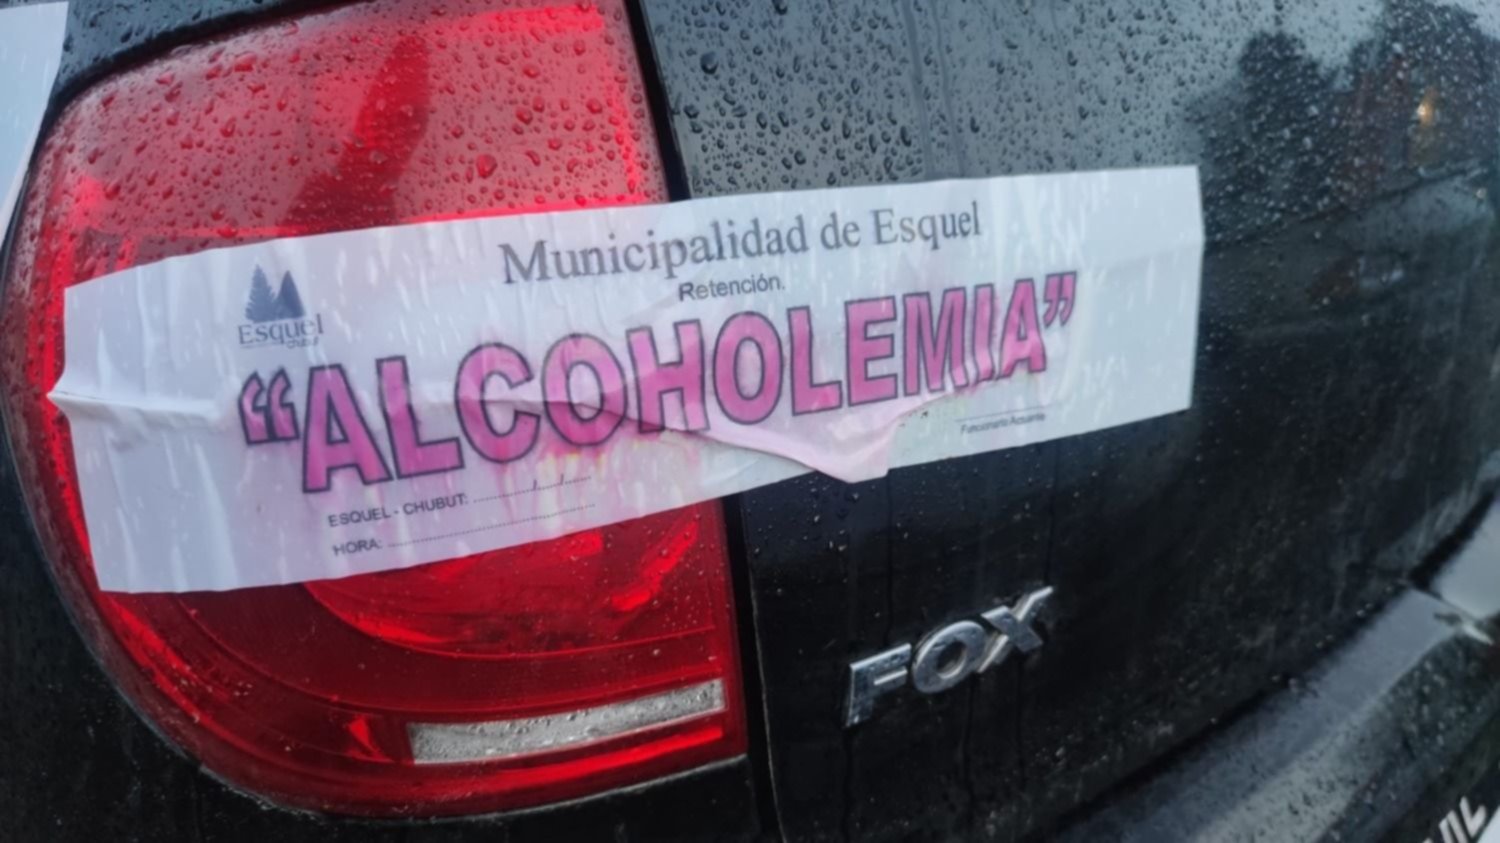 Municipalidad de Esquel
Retención.
Esquel
chubut
“ALCOHOLEMIA”
Funcionario Actuante
ESQUEL - CHUBUT: ............../....../.......
HORA: ................................................
FOX